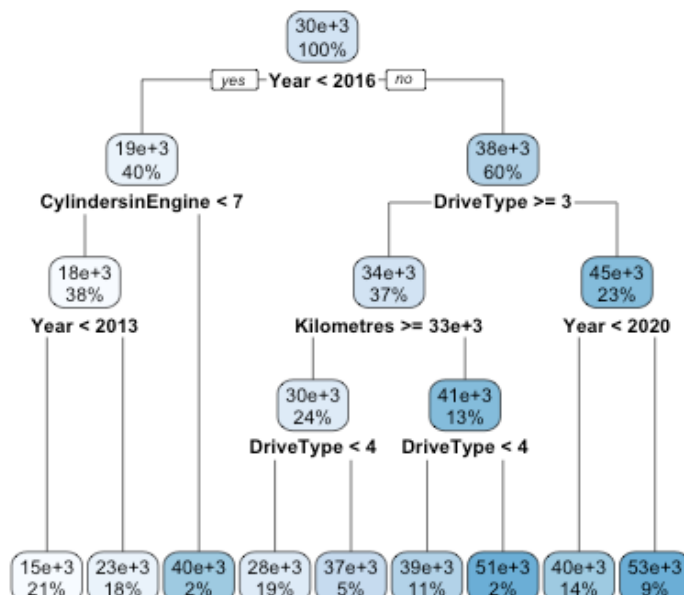 30e+3
100%
yes Year < 2016 no
19e+3
40%
38e+3
60%
CylindersinEngine < 7
DriveType >= 3
18e+3
38%
34e+3
37%
45e+3
23%
Year < 2013
Kilometres >= 33e+3
Year < 2020
30e+3
24%
41e+3
13%
DriveType < 4
DriveType < 4
15e+3
21%
23e+3
18%
40e+3
2%
28e+3
19%
37e+3
5%
39e+3
11%
51e+3
2%
40e+3
14%
53e+3
9%